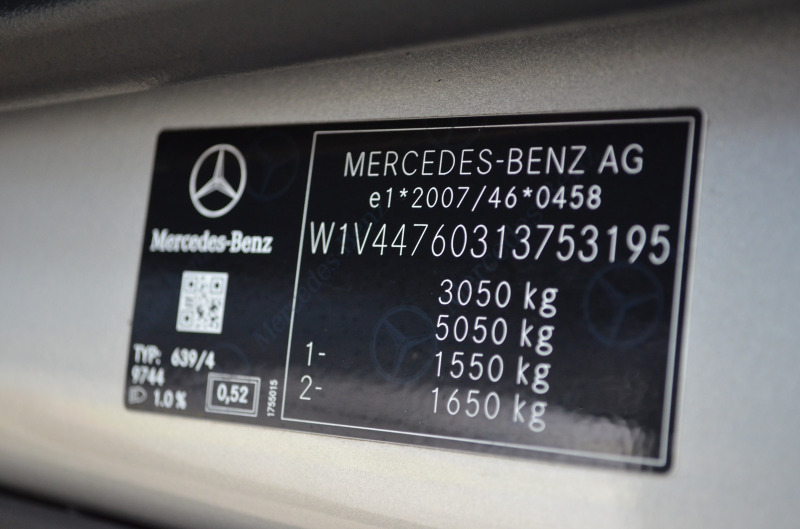 Mercedes-Benz
TYP: 639/4
9744
1.0 %
0,52
1755015
MERCEDES-BENZ AG
e1*2007/46*0458
W1V44760313753195
3050 kg
5050 kg
1- 1550 kg
2- 1650 kg